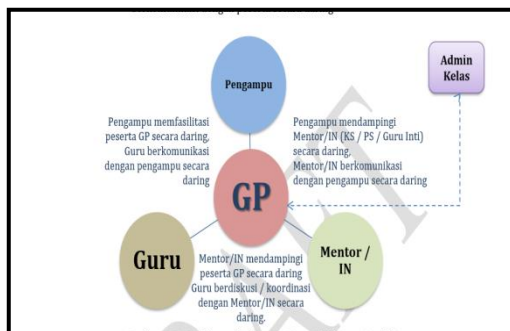 Pengampu
Admin
Kelas
Pengampu memfasilitasi
peserta GP secara daring,
Guru berkomunikasi
dengan pengampu secara
daring
Pengampu mendampingi
Mentor/IN (KS / PS / Guru Inti)
secara daring,
Mentor/IN berkomunikasi
dengan pengampu secara daring
GP
Guru
Mentor /
IN
Mentor/IN mendampingi
peserta GP secara daring
Guru berdiskusi / koordinasi
dengan Mentor/IN secara
daring.